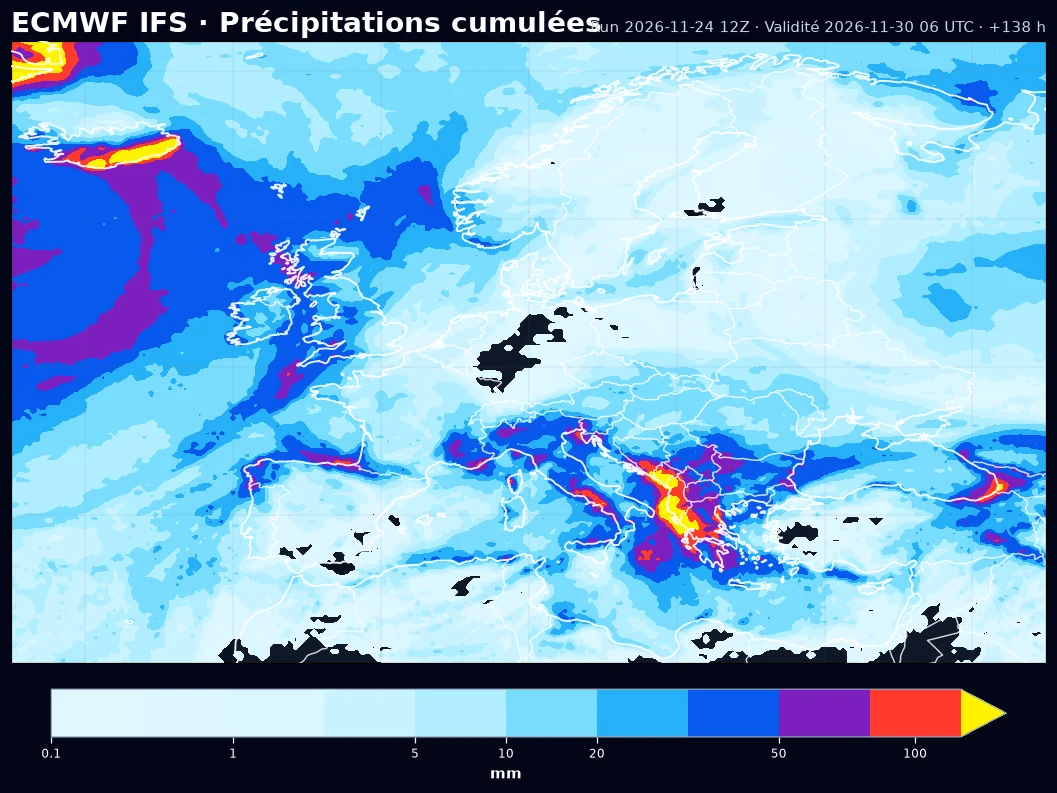 ECMWF IFS · Précipitations cumulées
Run 2026-11-24 12Z · Validité 2026-11-30 06 UTC · +138 h
0.1 1 5 10 20 50 100
mm